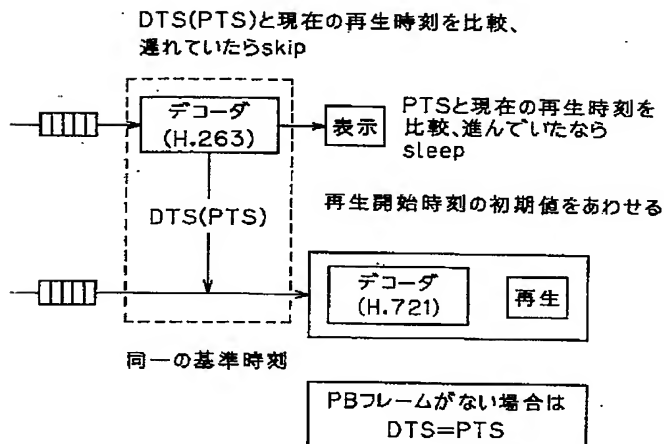 DTS(PTS)と現在の再生時刻を比較、
遅れていたらskip
デコーダ
(H.263)
表示
PTSと現在の再生時刻を
比較、進んでいたなら
sleep
DTS(PTS)
再生開始時刻の初期値をあわせる
デコーダ
(H.721)
再生
同一の基準時刻
PBフレームがない場合は
DTS=PTS